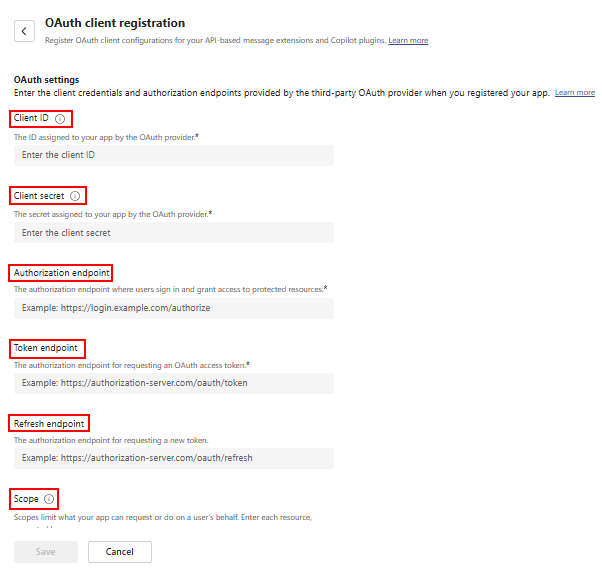 OAuth client registration
Register OAuth client configurations for your API-based message extensions and Copilot plugins. Learn more
OAuth settings
Enter the client credentials and authorization endpoints provided by the third-party OAuth provider when you registered your app. Learn more
Client ID
The ID assigned to your app by the OAuth provider.*
Enter the client ID
Client secret
The secret assigned to your app by the OAuth provider.*
Enter the client secret
Authorization endpoint
The authorization endpoint where users sign in and grant access to protected resources.*
Example: https://login.example.com/authorize
Token endpoint
The authorization endpoint for requesting an OAuth access token.*
Example: https://authorization-server.com/oauth/token
Refresh endpoint
The authorization endpoint for requesting a new token.
Example: https://authorization-server.com/oauth/refresh
Scope
Scopes limit what your app can request or do on a user's behalf. Enter each resource,
Save Cancel